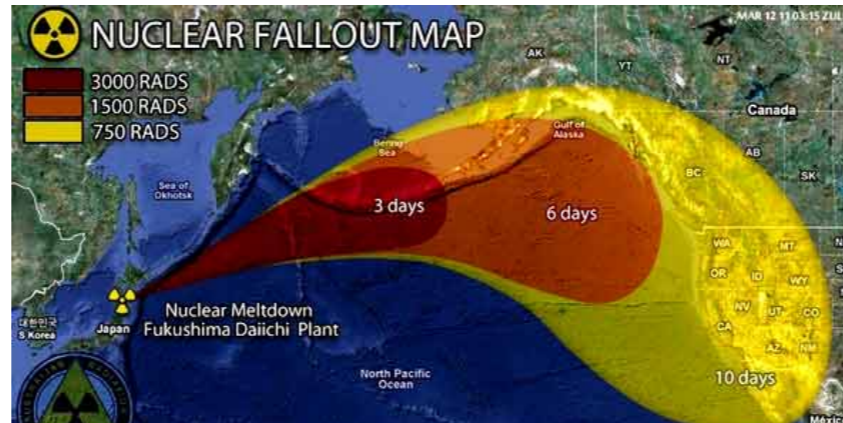 MAR 12 11 03:15 ZUL
NUCLEAR FALLOUT MAP
3000 RADS
1500 RADS
750 RADS
AK
YT
NT
Canada
Bering
Sea
Gulf of
Alaska
Sea of
Okhotsk
BC
AB
SK
3 days
6 days
WA
MT
OR
ID
WY
NV
UT
CO
CA
AZ
NM
대한민국
S Korea
Japan
Nuclear Meltdown
Fukushima Daiichi Plant
North Pacific
Ocean
10 days
AUSTRALIAN RADIATION